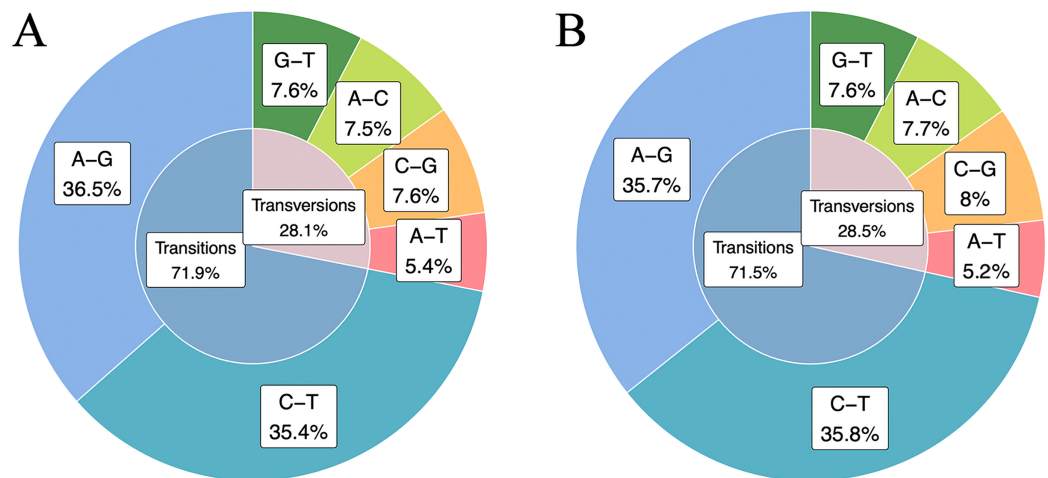 A
G–T
7.6%
A–C
7.5%
C–G
7.6%
A–T
5.4%
A–G
36.5%
Transversions
28.1%
Transitions
71.9%
C–T
35.4%
B
G–T
7.6%
A–C
7.7%
C–G
8%
A–T
5.2%
A–G
35.7%
Transversions
28.5%
Transitions
71.5%
C–T
35.8%